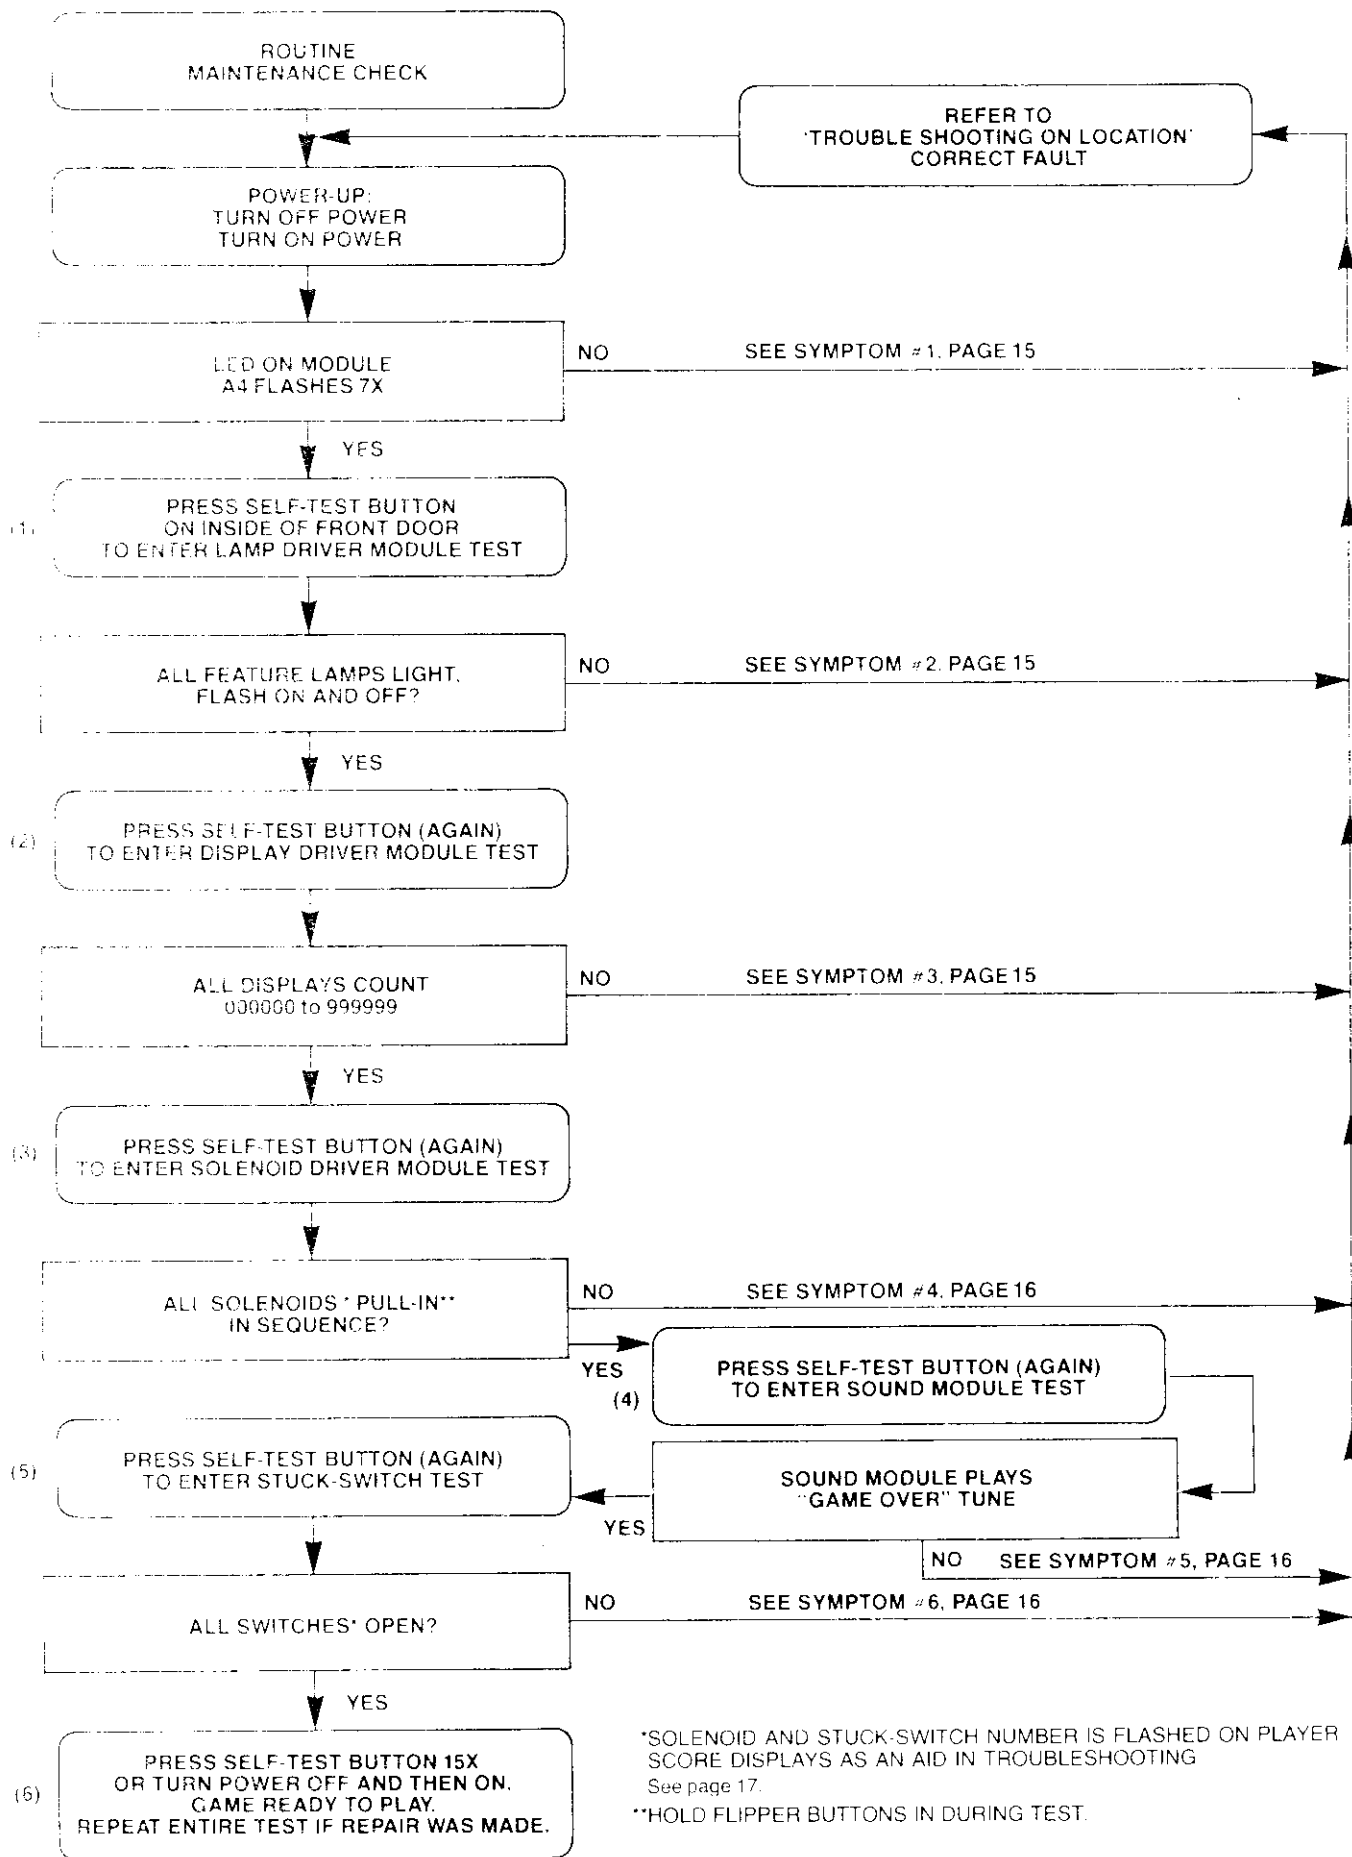 ROUTINE
MAINTENANCE CHECK
REFER TO
'TROUBLE SHOOTING ON LOCATION'
CORRECT FAULT
POWER-UP:
TURN OFF POWER
TURN ON POWER
LED ON MODULE
A4 FLASHES 7X
NO
SEE SYMPTOM #1, PAGE 15
YES
(1)
PRESS SELF-TEST BUTTON
ON INSIDE OF FRONT DOOR
TO ENTER LAMP DRIVER MODULE TEST
ALL FEATURE LAMPS LIGHT,
FLASH ON AND OFF?
NO
SEE SYMPTOM #2, PAGE 15
YES
(2)
PRESS SELF-TEST BUTTON (AGAIN)
TO ENTER DISPLAY DRIVER MODULE TEST
ALL DISPLAYS COUNT
000000 to 999999
NO
SEE SYMPTOM #3, PAGE 15
YES
(3)
PRESS SELF-TEST BUTTON (AGAIN)
TO ENTER SOLENOID DRIVER MODULE TEST
ALL SOLENOIDS * PULL-IN**
IN SEQUENCE?
NO
SEE SYMPTOM #4, PAGE 16
YES
(4)
PRESS SELF-TEST BUTTON (AGAIN)
TO ENTER SOUND MODULE TEST
SOUND MODULE PLAYS
"GAME OVER" TUNE
YES
NO
SEE SYMPTOM #5, PAGE 16
(5)
PRESS SELF-TEST BUTTON (AGAIN)
TO ENTER STUCK-SWITCH TEST
ALL SWITCHES* OPEN?
NO
SEE SYMPTOM #6, PAGE 16
YES
(6)
PRESS SELF-TEST BUTTON 15X
OR TURN POWER OFF AND THEN ON.
GAME READY TO PLAY.
REPEAT ENTIRE TEST IF REPAIR WAS MADE.
*SOLENOID AND STUCK-SWITCH NUMBER IS FLASHED ON PLAYER
SCORE DISPLAYS AS AN AID IN TROUBLESHOOTING
See page 17.
**HOLD FLIPPER BUTTONS IN DURING TEST.